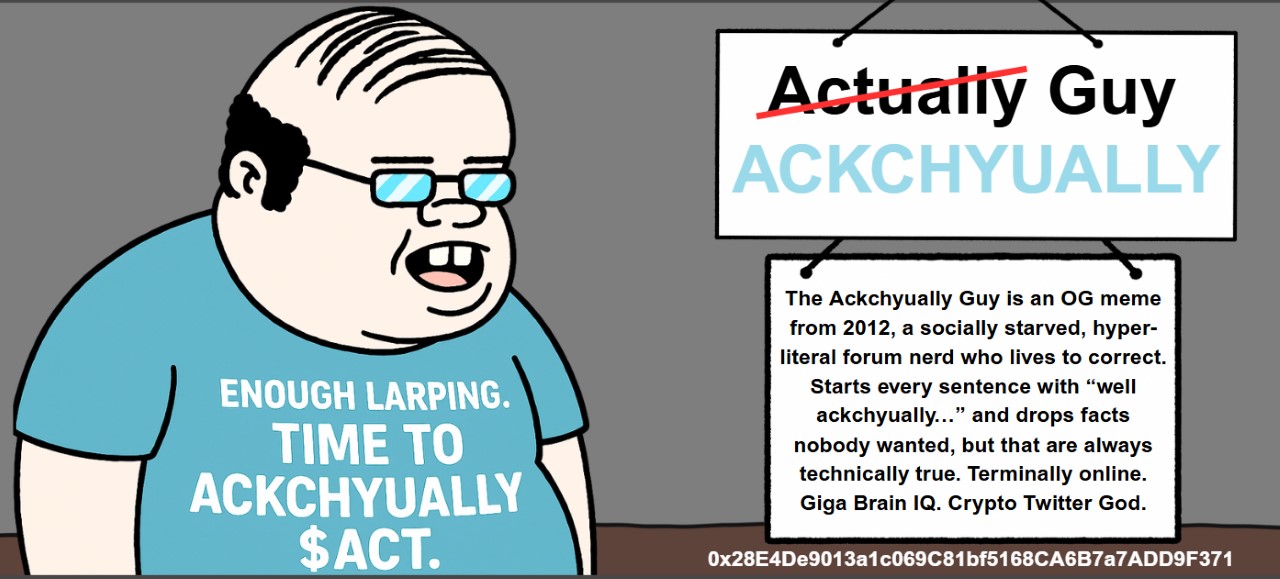 Actually Guy
ACKCHYUALLY
The Ackchyually Guy is an OG meme
from 2012, a socially starved, hyper-
literal forum nerd who lives to correct.
Starts every sentence with “well
ackchyually...” and drops facts
nobody wanted, but that are always
technically true. Terminally online.
Giga Brain IQ. Crypto Twitter God.
ENOUGH LARPING.
TIME TO
ACKCHYUALLY
$ACT.
0x28E4De9013a1c069C81bf5168CA6B7a7ADD9F371